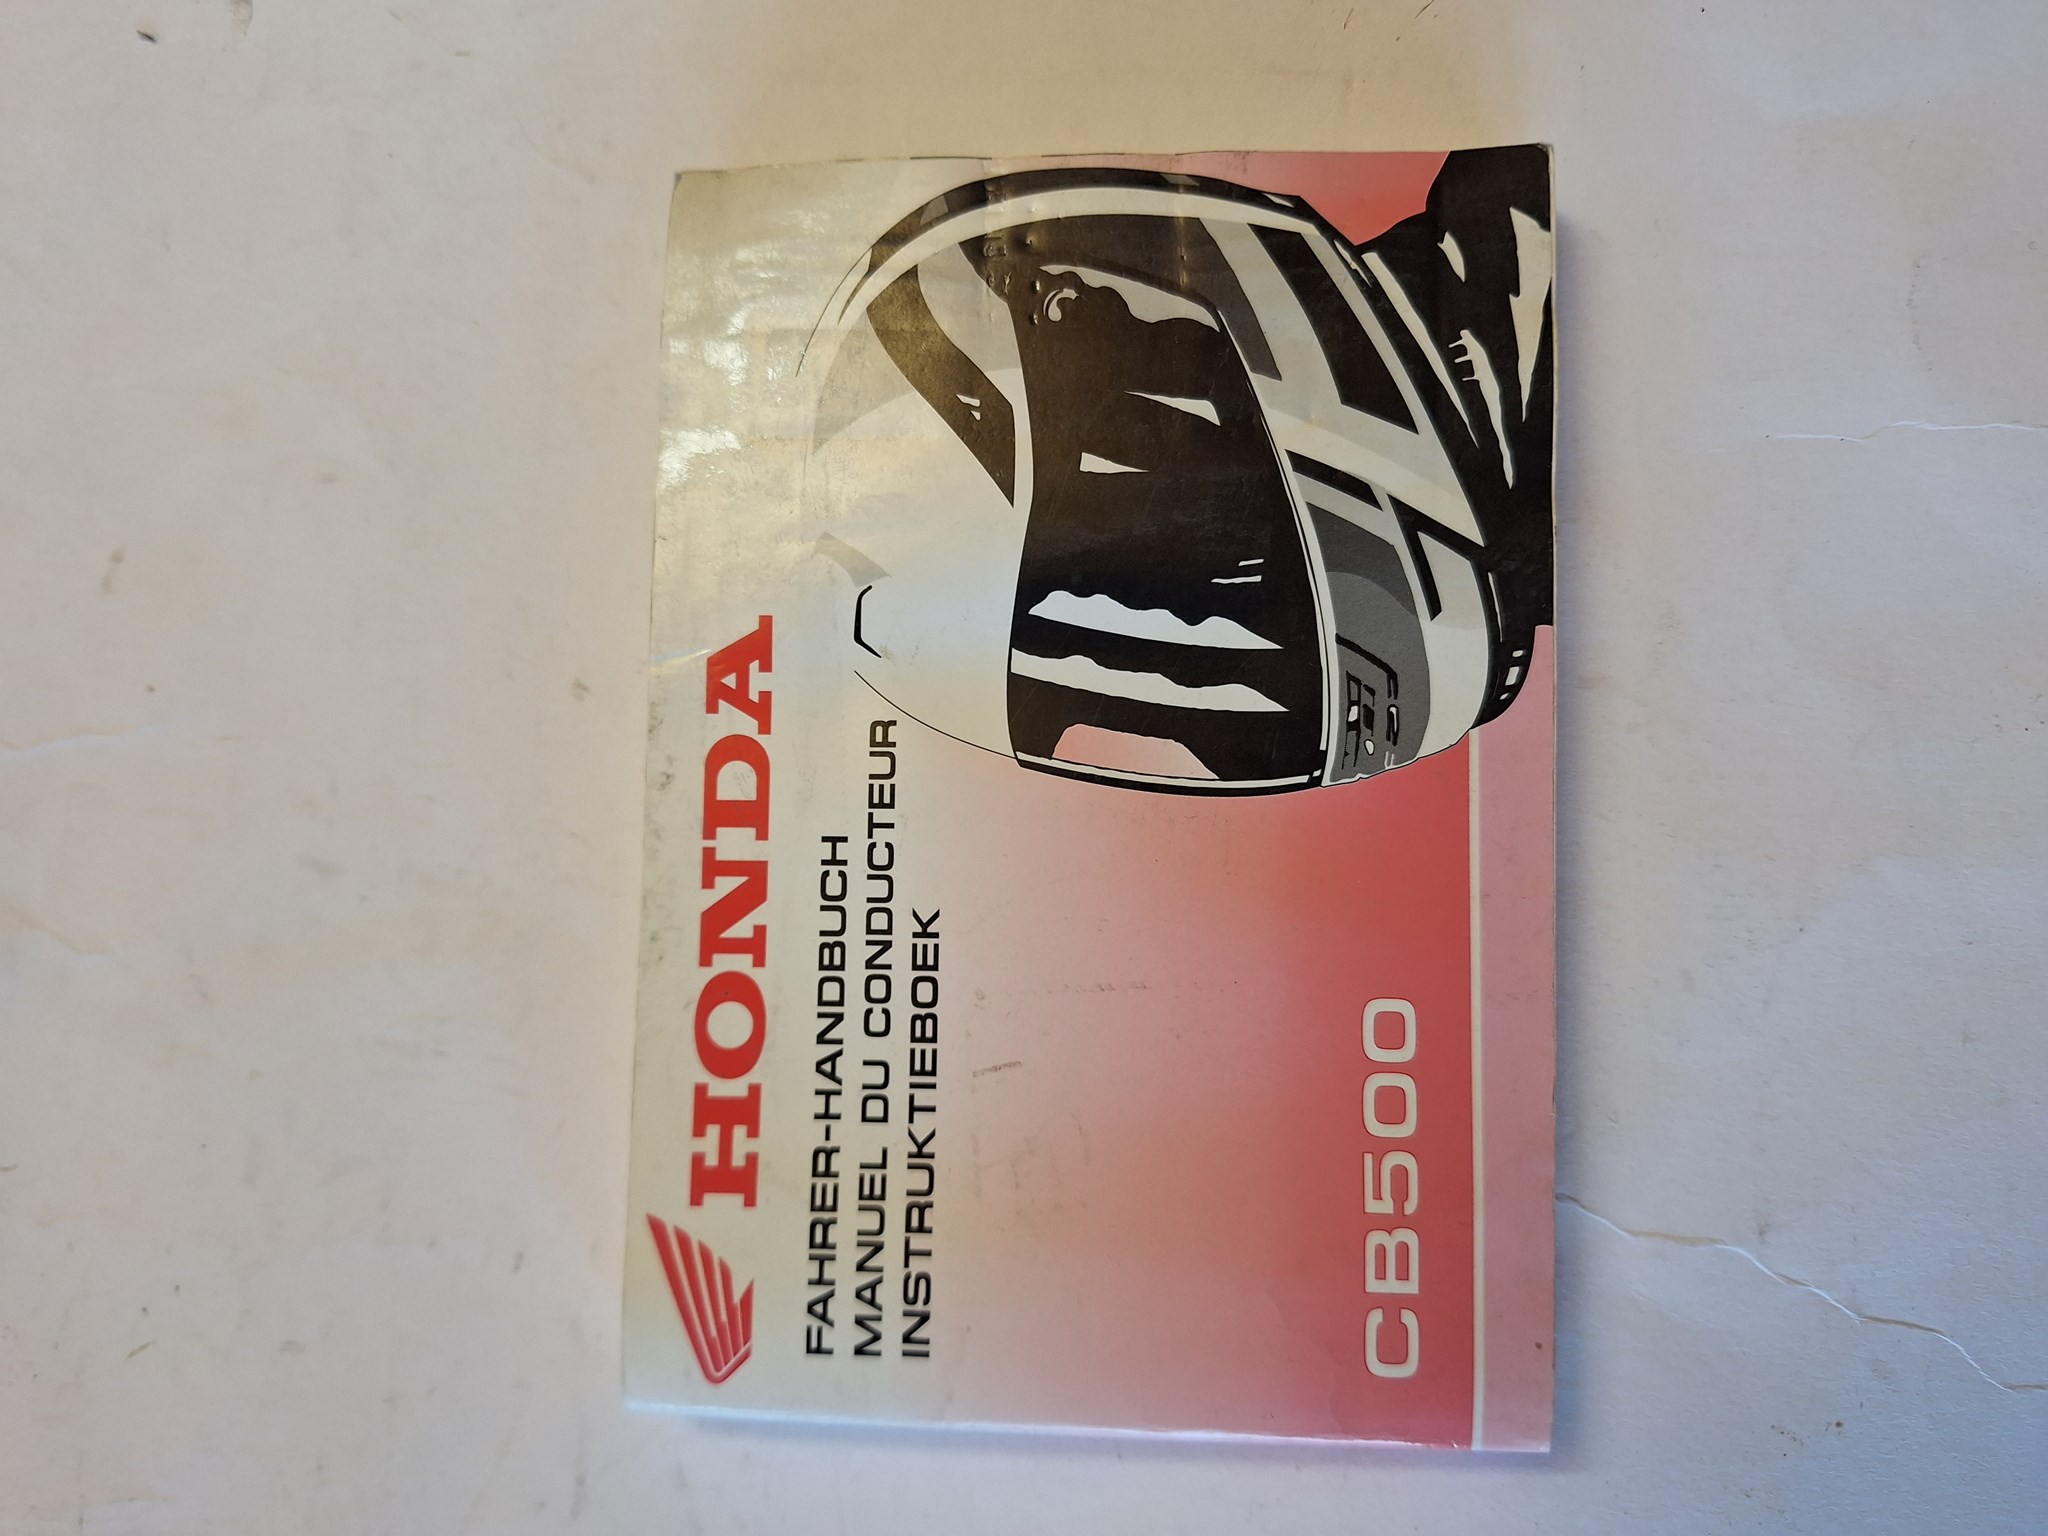 HONDA
FAHRER-HANDBUCH
MANUEL DU CONDUCTEUR
INSTRUKTIEBOEK
CB500